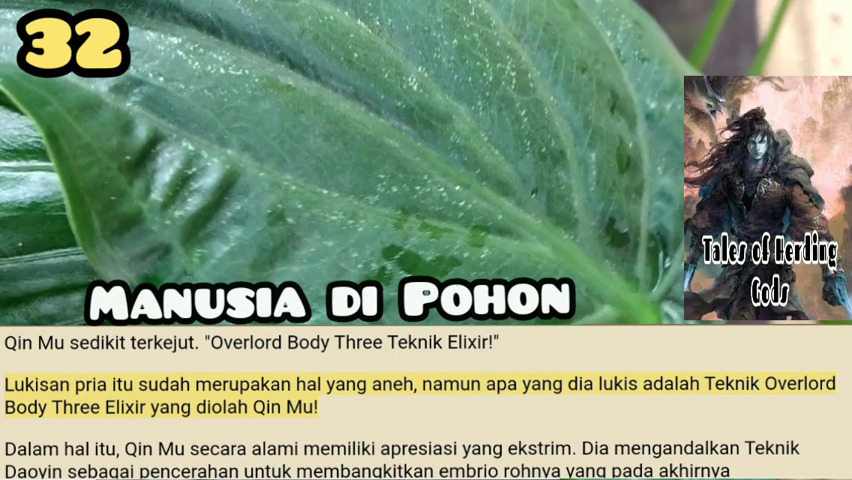 32
Tales of Herding
Gods
MANUSIA DI POHON
Qin Mu sedikit terkejut. "Overlord Body Three Teknik Elixir!"
Lukisan pria itu sudah merupakan hal yang aneh, namun apa yang dia lukis adalah Teknik Overlord
Body Three Elixir yang diolah Qin Mu!
Dalam hal itu, Qin Mu secara alami memiliki apresiasi yang ekstrim. Dia mengandalkan Teknik
Daoyin sebagai pencerahan untuk membangkitkan embrio rohnya yang pada akhirnya